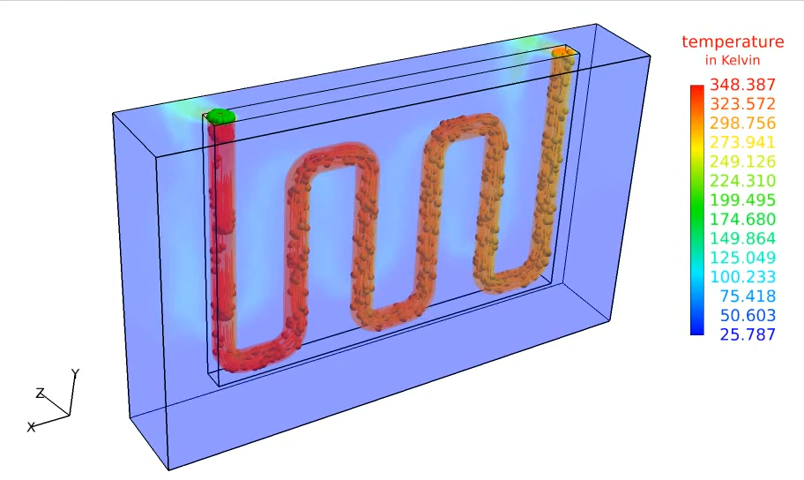 temperature
in Kelvin
348.387
323.572
298.756
273.941
249.126
224.310
199.495
174.680
149.864
125.049
100.233
75.418
50.603
25.787
Y
Z
X